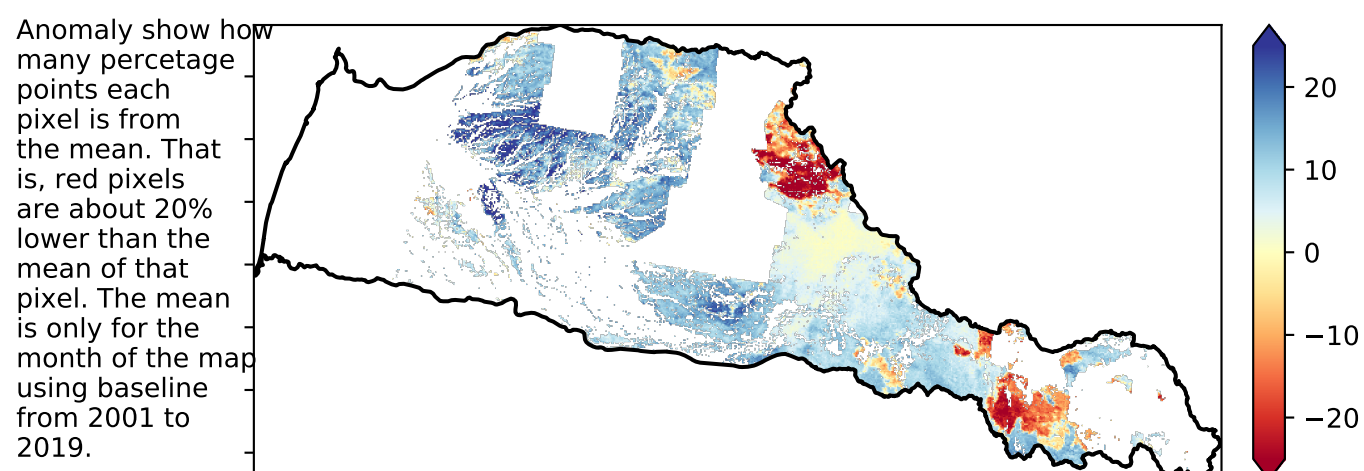 Anomaly show how
many percetage
points each
pixel is from
the mean. That
is, red pixels
are about 20%
lower than the
mean of that
pixel. The mean
is only for the
month of the map
using baseline
from 2001 to
2019.
20
10
0
−10
−20